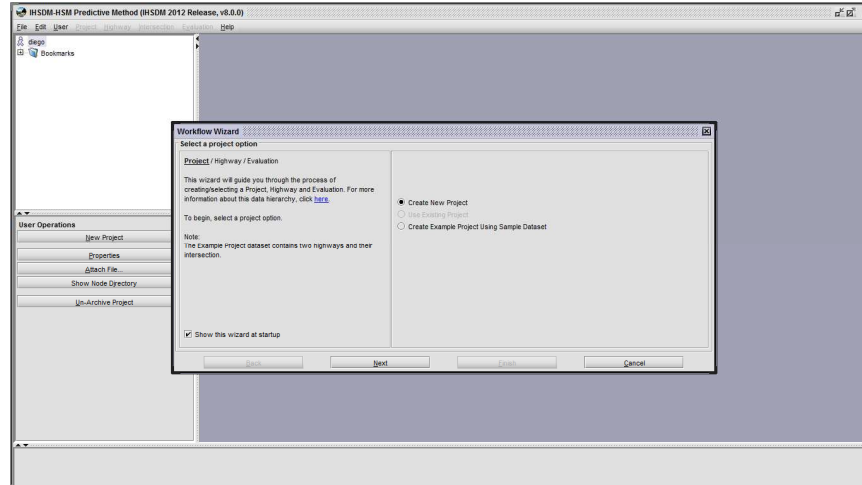 IHSDM-HSM Predictive Method (IHSDM 2012 Release, v8.0.0)
File Edit User Project Highway Intersection Evaluation Help
diego
Bookmarks
User Operations
New Project
Properties
Attach File...
Show Node Directory
Un-Archive Project
Workflow Wizard
Select a project option
Project / Highway / Evaluation
This wizard will guide you through the process of
creating/selecting a Project, Highway and Evaluation. For more
information about this data hierarchy, click here.
To begin, select a project option.
Note:
The Example Project dataset contains two highways and their
intersection.
Show this wizard at startup
Create New Project
Use Existing Project
Create Example Project Using Sample Dataset
Back Next Finish Cancel